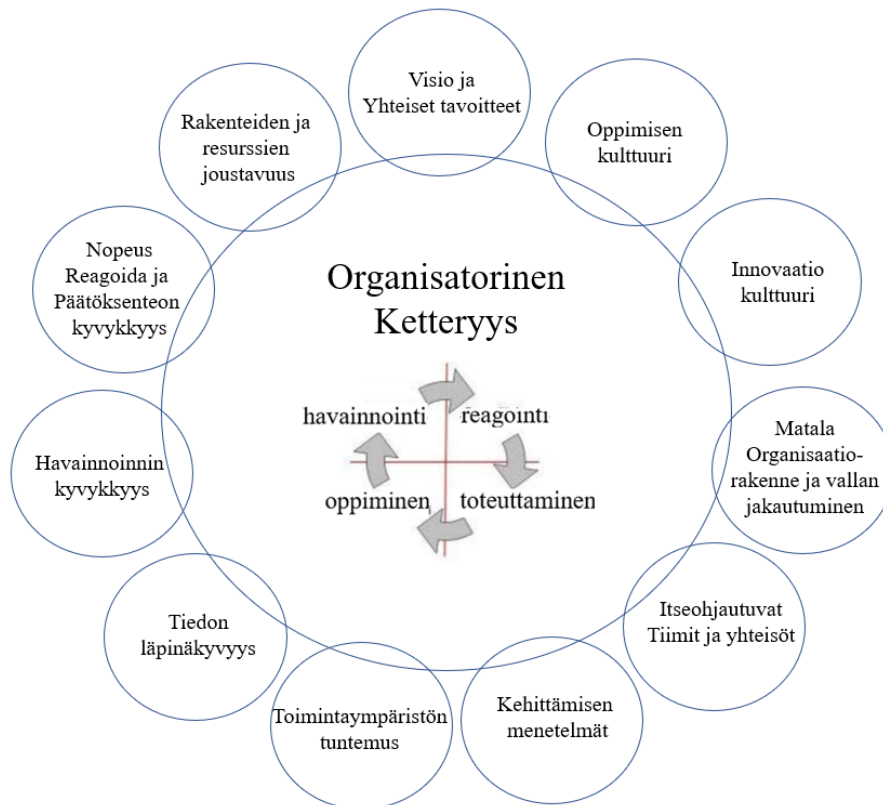 Visio ja
Yhteiset tavoitteet
Oppimisen
kulttuuri
Innovaatio
kulttuuri
Matala
Organisaatio-
rakenne ja vallan
jakautuminen
Itseohjautuvat
Tiimit ja yhteisöt
Kehittämisen
menetelmät
Toimintaympäristön
tuntemus
Tiedon
läpinäkyvyys
Havainnoinnin
kyvykkyys
Nopeus
Reagoida ja
Päätöksenteon
kyvykkyys
Rakenteiden ja
resurssien
joustavuus
Organisatorinen
Ketteryys
havainnointi
reagointi
oppiminen
toteuttaminen